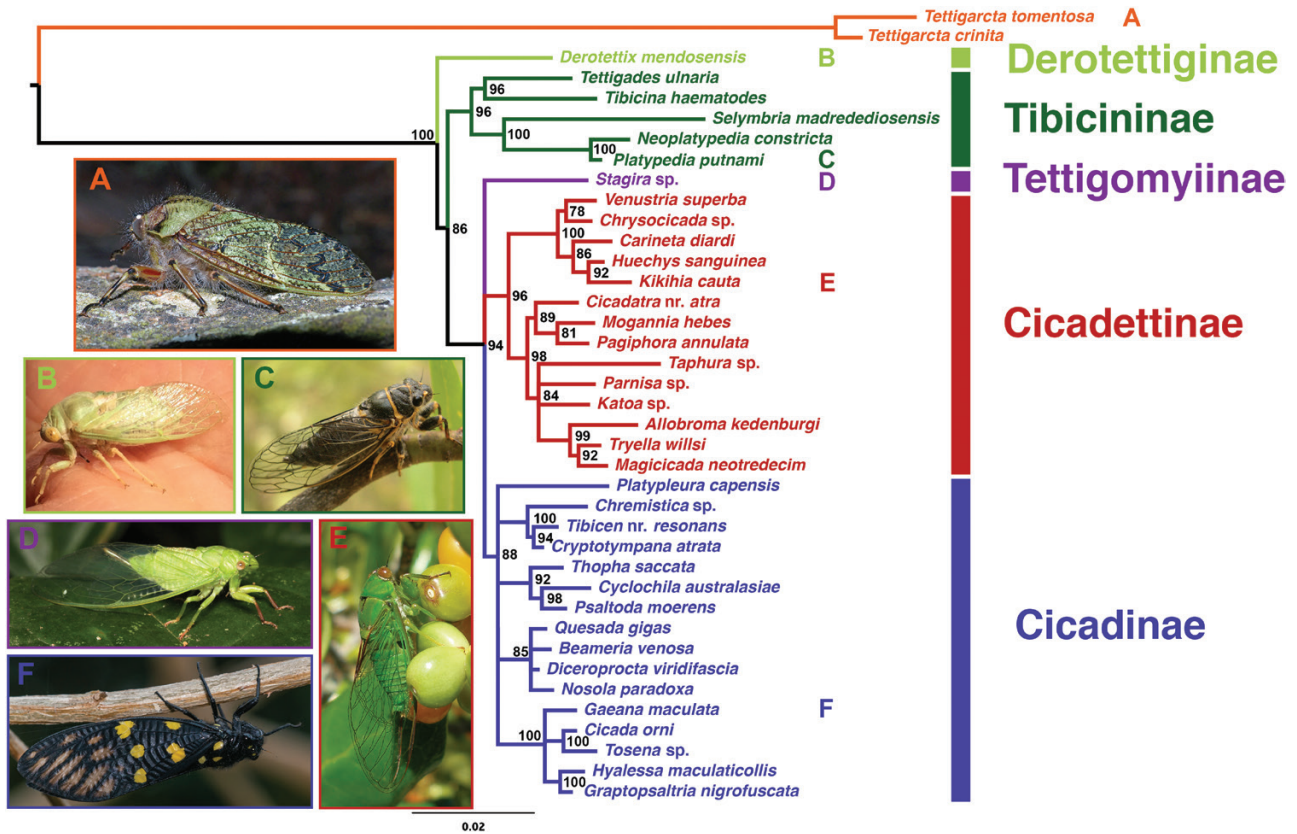 Tettigarcta tomentosa A
Tettigarcta crinita
Derotettix mendosensis B
Derotettiginae
Tettigades ulnaria
96
Tibicina haematodes
96
Selymbria madredediosensis
Tibicininae
100
100
Neoplatypedia constricta
100
Platypedia putnami C
Stagira sp. D
Tettigomyiinae
A
86
Venustria superba
78
Chrysocicada sp.
100
Carineta diardi
86
Huechys sanguinea
92
Kikihia cauta E
96
Cicadatra nr. atra
89
Mogannia hebes
Cicadettinae
81
Pagiphora annulata
94
98
Taphura sp.
B
C
Parnisa sp.
84
Katoa sp.
Allobroma kedenburgi
99
Tryella willsi
92
Magicicada neotredecim
Platypleura capensis
Chremistica sp.
100
Tibicen nr. resonans
94
Cryptotympana atrata
D
E
88
Thopha saccata
92
Cyclochila australasiae
98
Psaltoda moerens
Quesada gigas
Cicadinae
85
Beameria venosa
Diceroprocta viridifascia
F
Nosola paradoxa
Gaeana maculata F
100
Cicada orni
100
Tosena sp.
Hyalessa maculaticollis
100
Graptopsaltria nigrofuscata
0.02